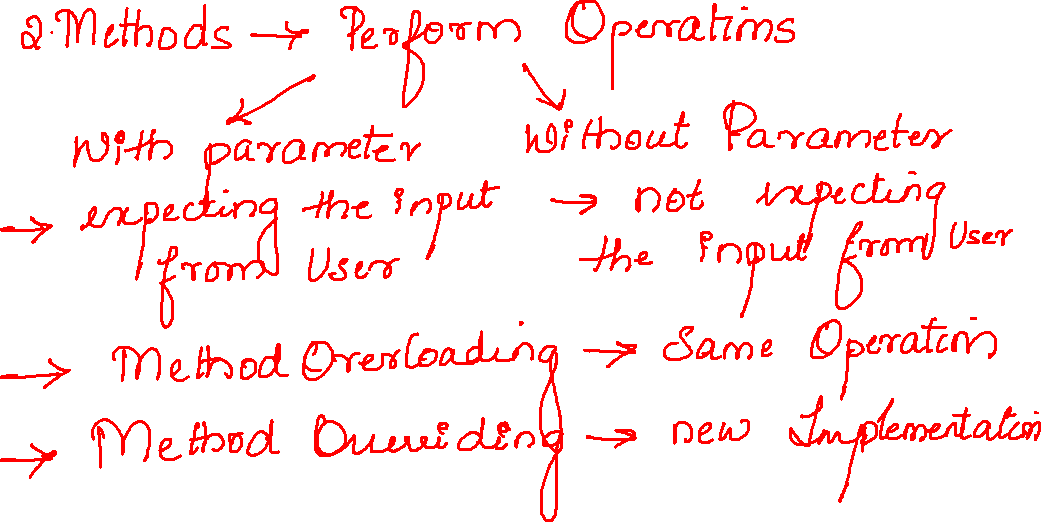 2. Methods → Perform Operations
With parameter Without Parameter
→ expecting the input → not expecting
from User the input from User
→ Method Overloading → Same Operation
→ Method Overriding → new Implementation